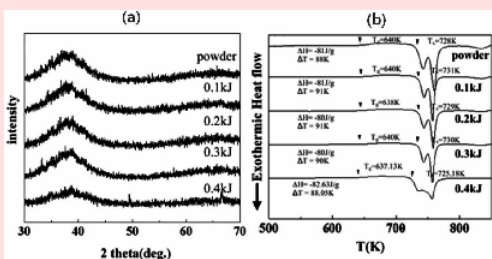 (a)
intensity
powder
0.1kJ
0.2kJ
0.3kJ
0.4kJ
30 40 50 60 70
2 theta(deg.)
(b)
Exothermic Heat flow
ΔH= -81J/g
ΔT = 88K
Tg=640K
Tx=728K
powder
ΔH= -81J/g
ΔT = 91K
Tg=640K
Tx=731K
0.1kJ
ΔH= -82J/g
ΔT = 91K
Tg=638K
Tx=729K
0.2kJ
ΔH= -80J/g
ΔT = 90K
Tg=640K
Tx=730K
0.3kJ
ΔH= -82.63J/g
ΔT = 88.05K
Tg=637.13K
Tx=725.18K
0.4kJ
500 600 700 800
T(K)